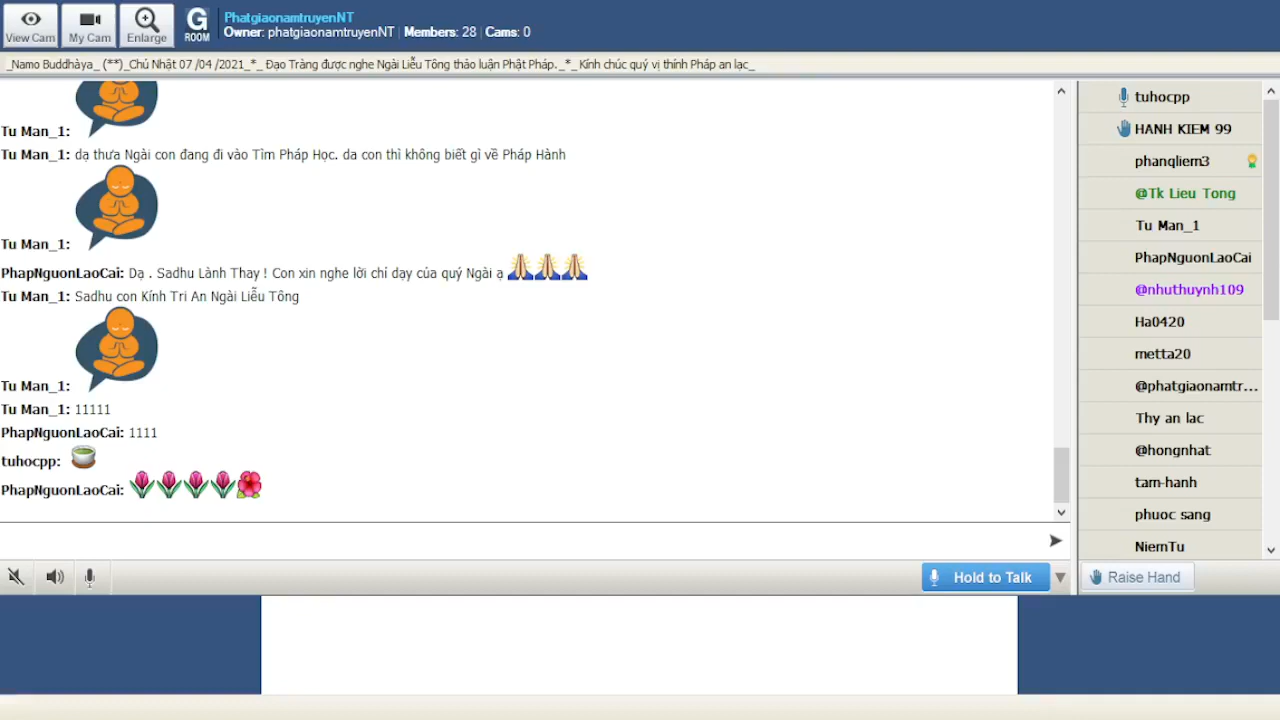 View Cam
My Cam
Enlarge
G ROOM
PhatgiaonamtruyenNT
Owner: phatgiaonamtruyenNT | Members: 28 | Cams: 0
_Namo Buddhàya_ (**)_Chủ Nhật 07 /04 /2021_*_ Đạo Tràng được nghe Ngài Liễu Tông thảo luận Phật Pháp._*_Kính chúc quý vị thính Pháp an lạc_
Tu Man_1:
Tu Man_1: dạ thưa Ngài con đang đi vào Tìm Pháp Học. da con thì không biết gì về Pháp Hành
Tu Man_1:
PhapNguonLaoCai: Dạ . Sadhu Lành Thay ! Con xin nghe lời chỉ dạy của quý Ngài ạ
Tu Man_1: Sadhu con Kính Tri Ân Ngài Liễu Tông
Tu Man_1:
Tu Man_1: 11111
PhapNguonLaoCai: 1111
tuhocpp:
PhapNguonLaoCai:
Hold to Talk
tuhocpp
HANH KIEM 99
phanqliem3
@Tk Lieu Tong
Tu Man_1
PhapNguonLaoCai
@nhuthuynh109
Ha0420
metta20
@phatgiaonamtr...
Thy an lac
@hongnhat
tam-hanh
phuoc sang
NiemTu
Raise Hand